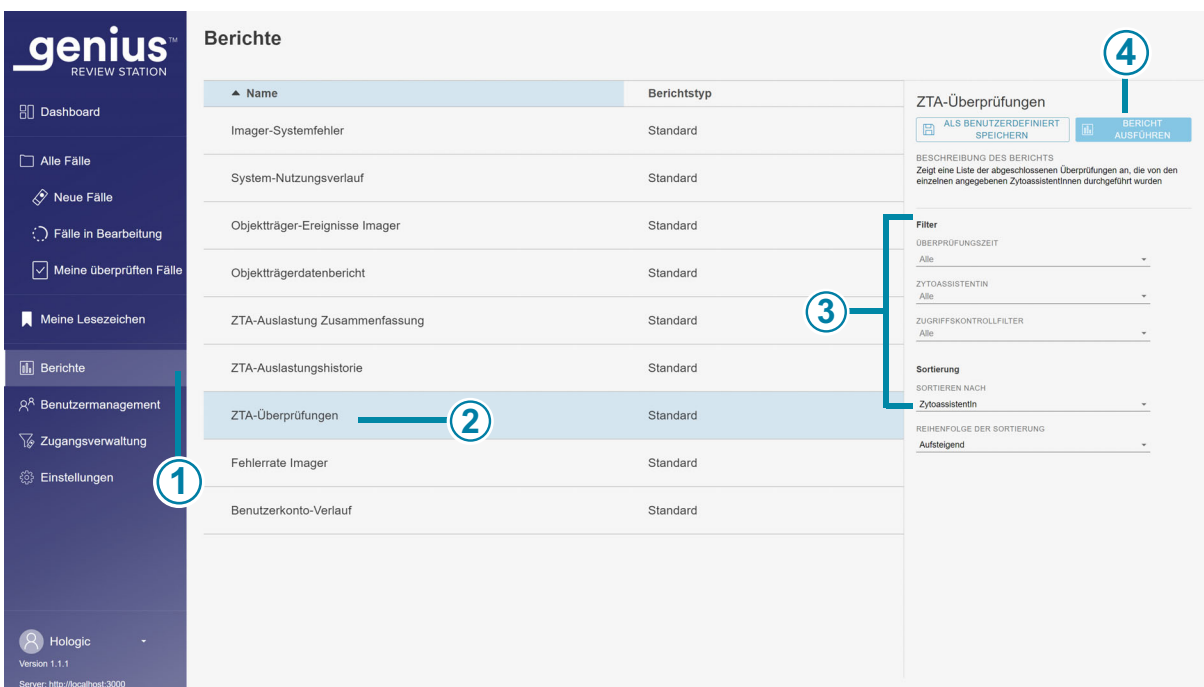 genius™
REVIEW STATION
Dashboard
Alle Fälle
Neue Fälle
Fälle in Bearbeitung
Meine überprüften Fälle
Meine Lesezeichen
Berichte
Benutzermanagement
Zugangsverwaltung
Einstellungen
1
Hologic
Version 1.1.1
Server: http://localhost:3000
Berichte
Name Berichtstyp
Imager-Systemfehler Standard
System-Nutzungsverlauf Standard
Objektträger-Ereignisse Imager Standard
Objektträgerdatenbericht Standard
ZTA-Auslastung Zusammenfassung Standard
ZTA-Auslastungshistorie Standard
ZTA-Überprüfungen 2 Standard
Fehlerrate Imager Standard
Benutzerkonto-Verlauf Standard
4
ZTA-Überprüfungen
ALS BENUTZERDEFINIERT
SPEICHERN
BERICHT
AUSFÜHREN
BESCHREIBUNG DES BERICHTS
Zeigt eine Liste der abgeschlossenen Überprüfungen an, die von den
einzelnen angegebenen ZytoassistentInnen durchgeführt wurden
3
Filter
ÜBERPRÜFUNGSZEIT
Alle
ZYTOASSISTENTIN
Alle
ZUGRIFFSKONTROLLFILTER
Alle
Sortierung
SORTIEREN NACH
ZytoassistentIn
REIHENFOLGE DER SORTIERUNG
Aufsteigend